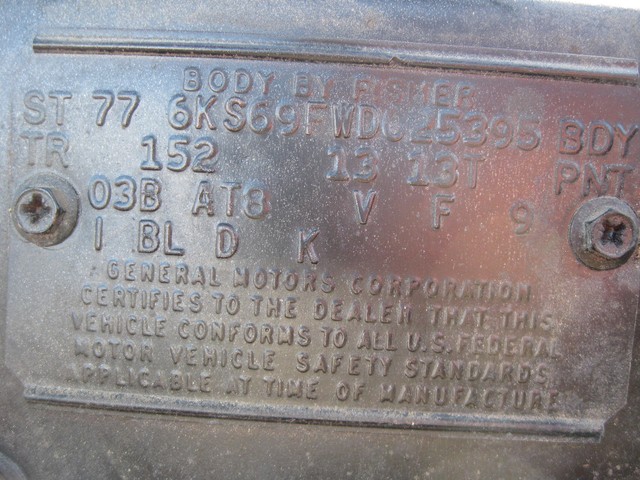 BODY BY FISHER
ST 77 6KS69FWD025395 BDY
TR 152 13 13T PNT
03B AT8 V F 9
I BL D K
GENERAL MOTORS CORPORATION
CERTIFIES TO THE DEALER THAT THIS
VEHICLE CONFORMS TO ALL U.S. FEDERAL
MOTOR VEHICLE SAFETY STANDARDS
APPLICABLE AT TIME OF MANUFACTURE